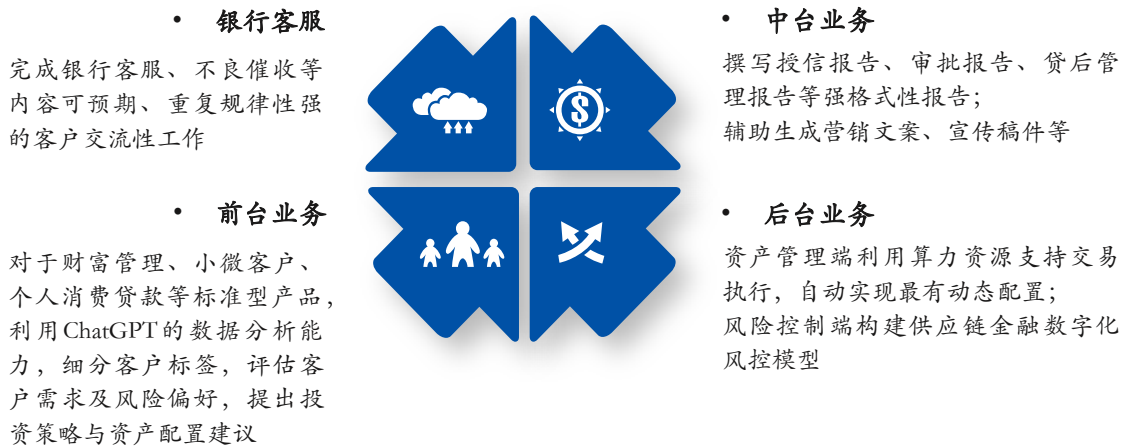 • 银行客服
完成银行客服、不良催收等
内容可预期、重复规律性强
的客户交流性工作
• 中台业务
撰写授信报告、审批报告、贷后管
理报告等强格式性报告；
辅助生成营销文案、宣传稿件等
• 前台业务
对于财富管理、小微客户、
个人消费贷款等标准型产品，
利用ChatGPT的数据分析能
力，细分客户标签，评估客
户需求及风险偏好，提出投
资策略与资产配置建议
• 后台业务
资产管理端利用算力资源支持交易
执行，自动实现最有动态配置；
风险控制端构建供应链金融数字化
风控模型